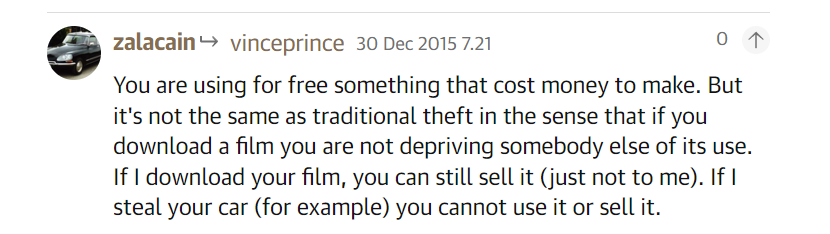 zalacain vinceprince 30 Dec 2015 7.21 0
You are using for free something that cost money to make. But
it's not the same as traditional theft in the sense that if you
download a film you are not depriving somebody else of its use.
If I download your film, you can still sell it (just not to me). If I
steal your car (for example) you cannot use it or sell it.